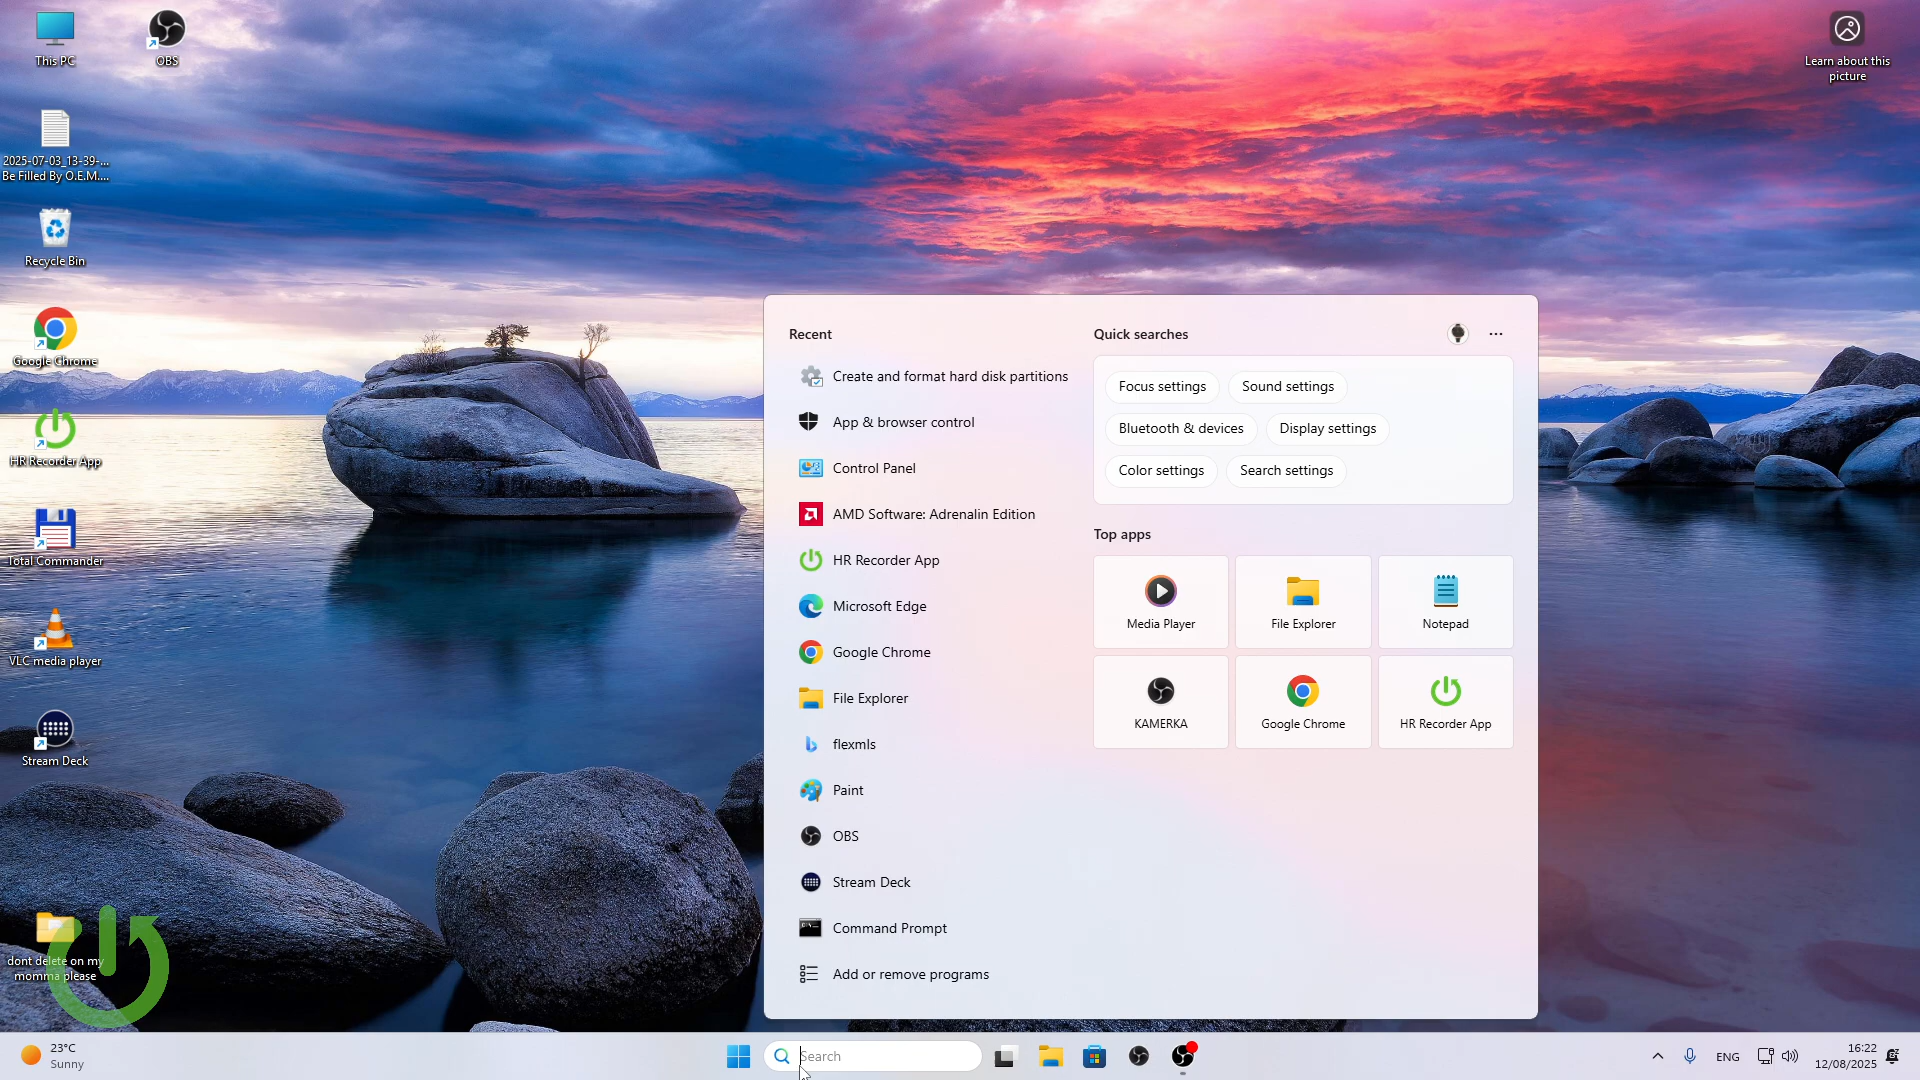 This PC
OBS
2025-07-03_13-39-...
Be Filled By O.E.M....
Recycle Bin
Google Chrome
HR Recorder App
Total Commander
VLC media player
Stream Deck
dont delete on my
momma please
Learn about this
picture
Recent
Create and format hard disk partitions
App & browser control
Control Panel
AMD Software: Adrenalin Edition
HR Recorder App
Microsoft Edge
Google Chrome
File Explorer
flexmls
Paint
OBS
Stream Deck
Command Prompt
Add or remove programs
Quick searches
Focus settings
Sound settings
Bluetooth & devices
Display settings
Color settings
Search settings
Top apps
Media Player
File Explorer
Notepad
KAMERKA
Google Chrome
HR Recorder App
23°C
Sunny
Search
ENG
16:22
12/08/2025